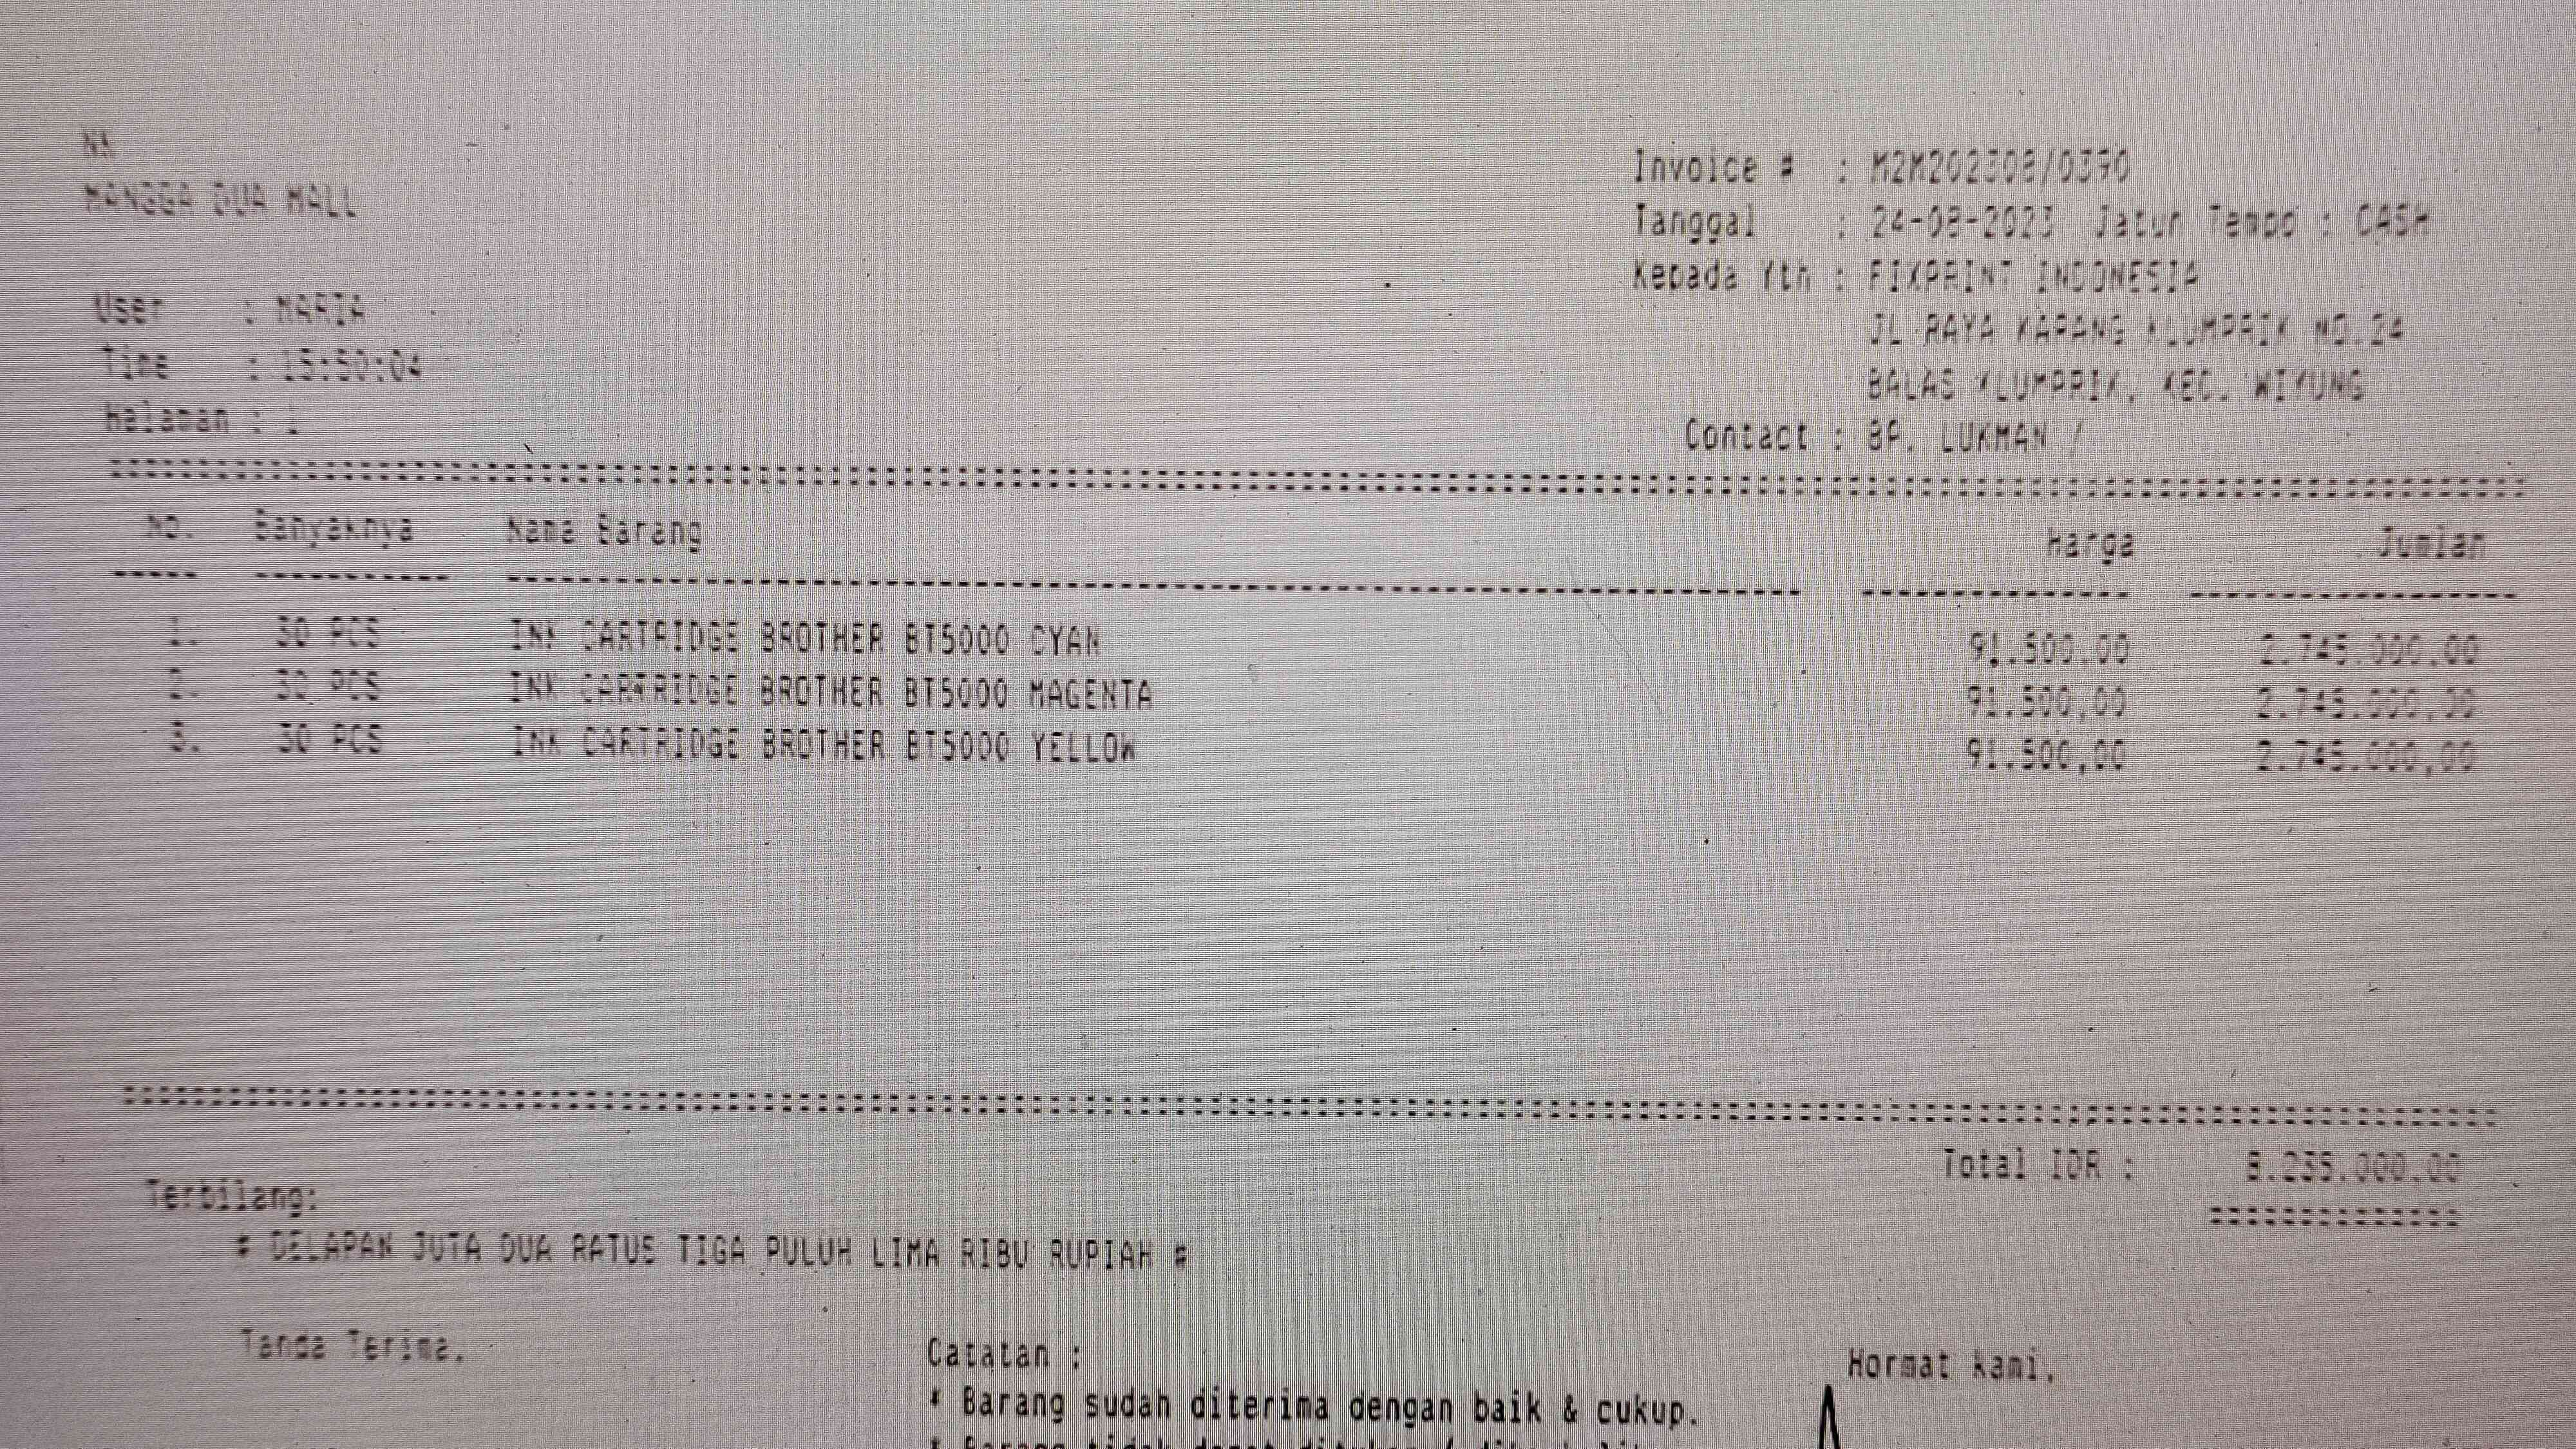 NN
MANGGA DUA MALL
Invoice # : M2M202308/0390
Tanggal : 24-08-2023 Jatuh Tempo : CASH
Kepada Yth : FIXPRINT INDONESIA
JL RAYA KARANG KLUMPRIK NO.24
BALAS KLUMPRIK, KEC. WIYUNG
Contact : BP. LUKMAN /
User : MARIA
Time : 15:50:04
Halaman : 1
No. Banyaknya Nama Barang Harga Jumlah
1. 30 PCS INK CARTRIDGE BROTHER BT5000 CYAN 91.500,00 2.745.000,00
2. 30 PCS INK CARTRIDGE BROTHER BT5000 MAGENTA 91.500,00 2.745.000,00
3. 30 PCS INK CARTRIDGE BROTHER BT5000 YELLOW 91.500,00 2.745.000,00
Total IDR : 8.235.000,00
Terbilang:
# DELAPAN JUTA DUA RATUS TIGA PULUH LIMA RIBU RUPIAH #
Tanda Terima,
Catatan :
Hormat kami,
* Barang sudah diterima dengan baik & cukup.